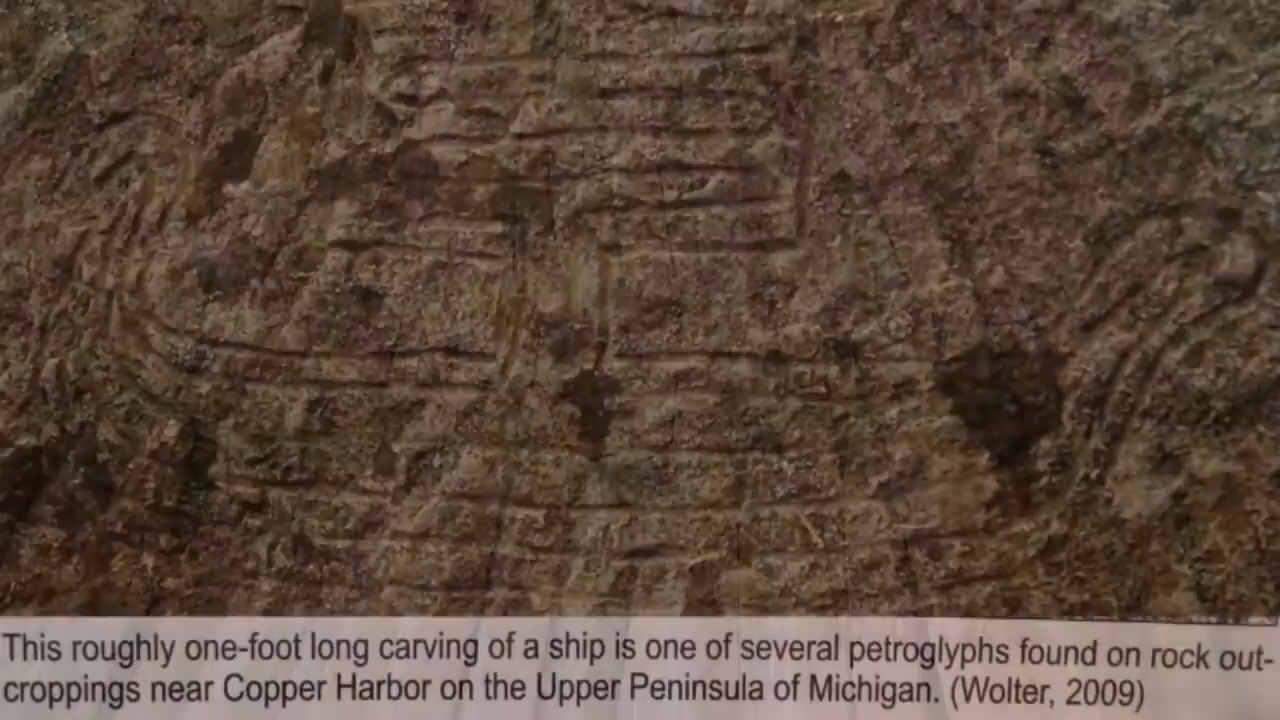 This roughly one-foot long carving of a ship is one of several petroglyphs found on rock out-
croppings near Copper Harbor on the Upper Peninsula of Michigan. (Wolter, 2009)